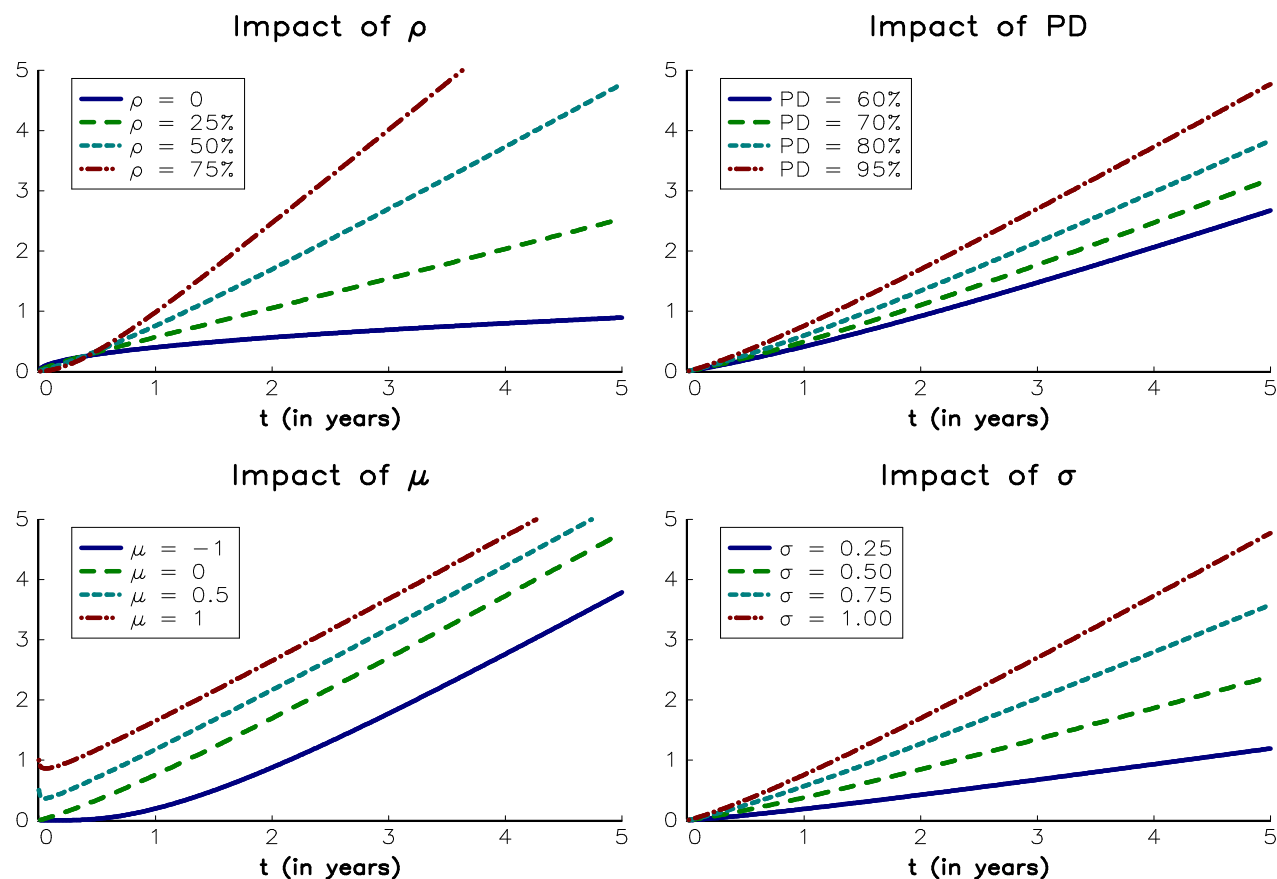 Impact of ρ
5
4
3
2
1
0
ρ = 0
ρ = 25%
ρ = 50%
ρ = 75%
0 1 2 3 4 5
t (in years)
Impact of PD
5
4
3
2
1
0
PD = 60%
PD = 70%
PD = 80%
PD = 95%
0 1 2 3 4 5
t (in years)
Impact of μ
5
4
3
2
1
0
μ = −1
μ = 0
μ = 0.5
μ = 1
0 1 2 3 4 5
t (in years)
Impact of σ
5
4
3
2
1
0
σ = 0.25
σ = 0.50
σ = 0.75
σ = 1.00
0 1 2 3 4 5
t (in years)